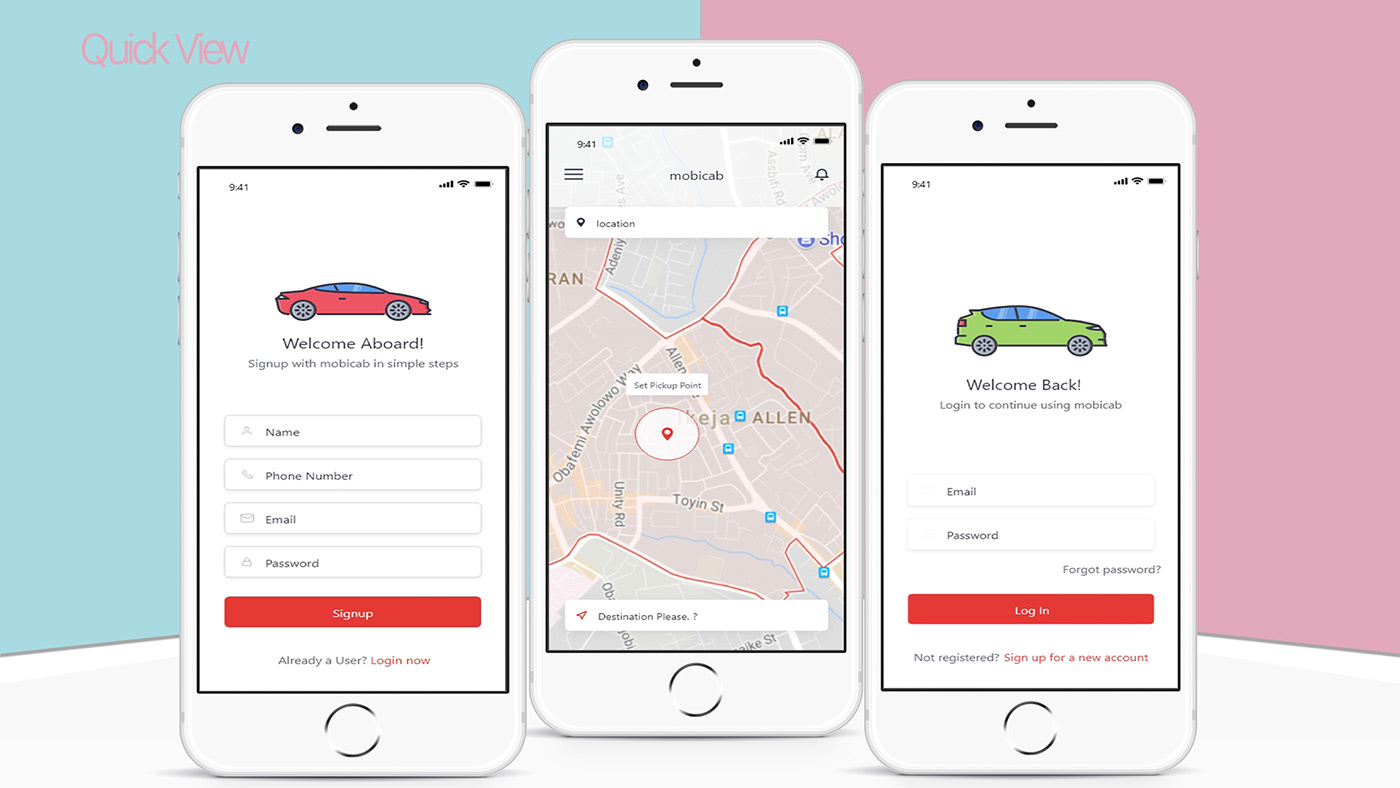 Quick View
9:41
Welcome Aboard!
Signup with mobicab in simple steps
Name
Phone Number
Email
Password
Signup
Already a User? Login now
9:41
mobicab
location
Sho
RAN
Allen
Set Pickup Point
Obafemi Awolowo Way
Ikeja
ALLEN
Unity Rd
Toyin St
Destination Please. ?
9:41
Welcome Back!
Login to continue using mobicab
Email
Password
Forgot password?
Log In
Not registered? Sign up for a new account